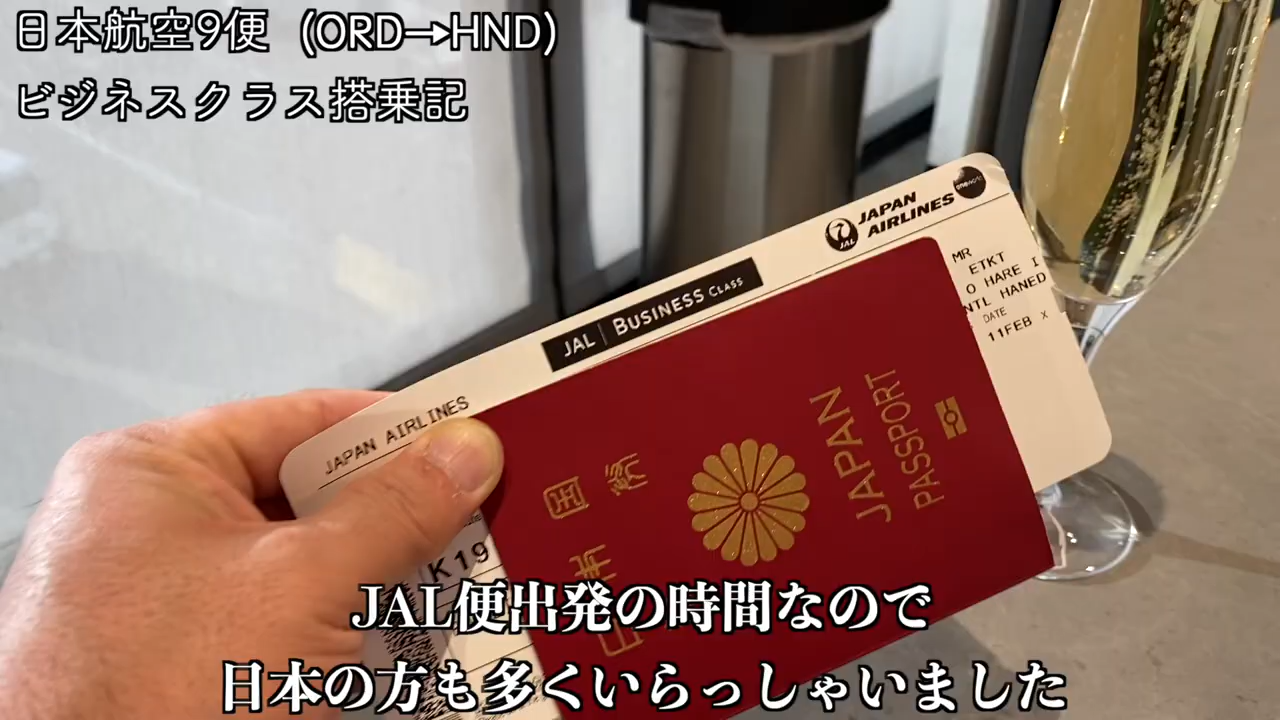 日本航空9便 (ORD→HND)
ビジネスクラス搭乗記
JAPAN
AIRLINES
oneworld
JAL
JAL | BUSINESS CLASS
JAPAN AIRLINES
MR
ETKT
O HARE I
NTL HANED
DATE
11FEB X
K19
日本国
旅券
JAPAN
PASSPORT
JAL便出発の時間なので
日本の方も多くいらっしゃいました